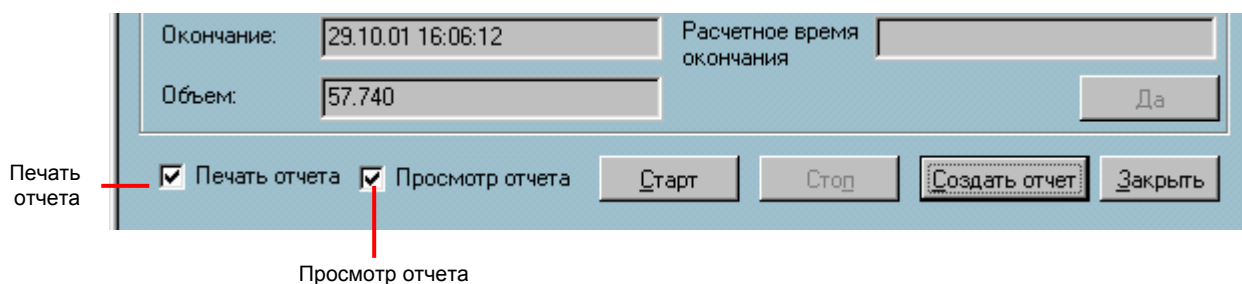 Окончание: 29.10.01 16:06:12 Расчетное время
окончания
Объем: 57.740 Да
Печать
отчета
Печать отчета Просмотр отчета Старт Стоп Создать отчет Закрыть
Просмотр отчета